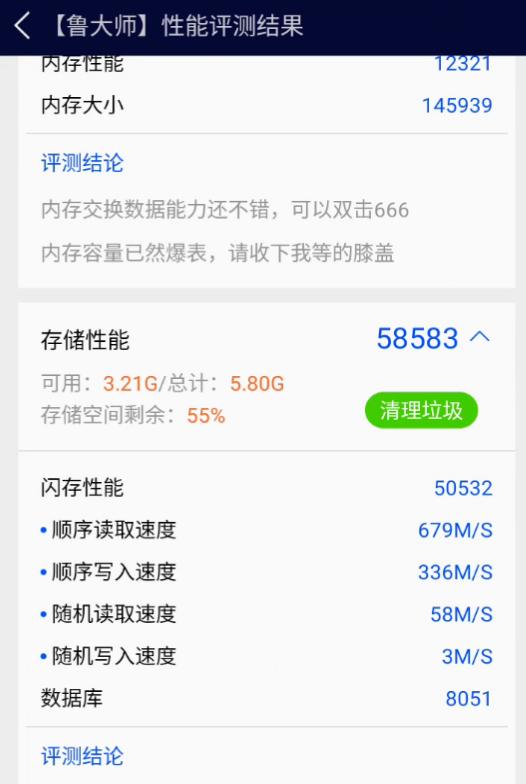 【鲁大师】性能评测结果
内存性能 12321
内存大小 145939
评测结论
内存交换数据能力还不错，可以双击666
内存容量已然爆表，请收下我等的膝盖
存储性能 58583
可用：3.21G/总计：5.80G
存储空间剩余：55%
清理垃圾
闪存性能 50532
•顺序读取速度 679M/S
•顺序写入速度 336M/S
•随机读取速度 58M/S
•随机写入速度 3M/S
数据库 8051
评测结论